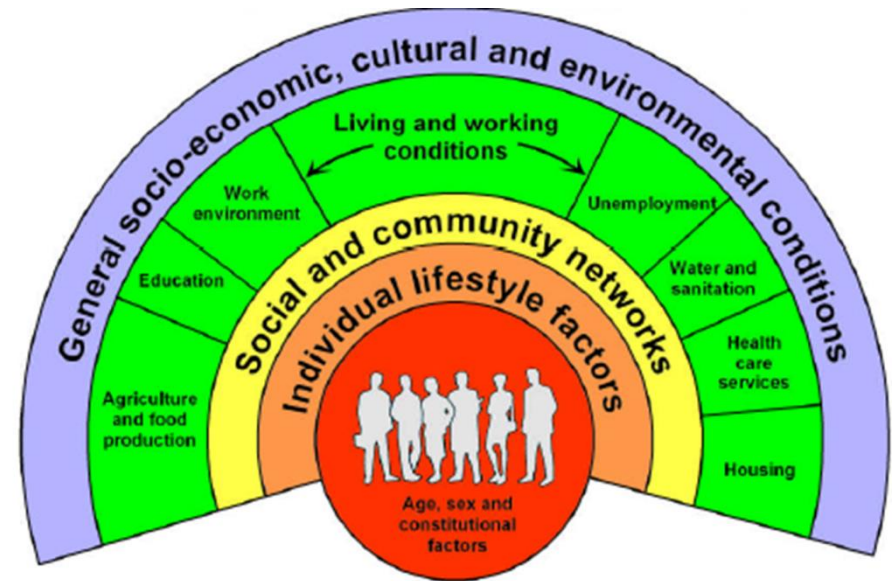 General socio-economic, cultural and environmental conditions
Living and working
conditions
Work
environment
Unemployment
Education
Water and
sanitation
Agriculture
and food
production
Health
care
services
Housing
Social and community networks
Individual lifestyle factors
Age, sex and
constitutional
factors